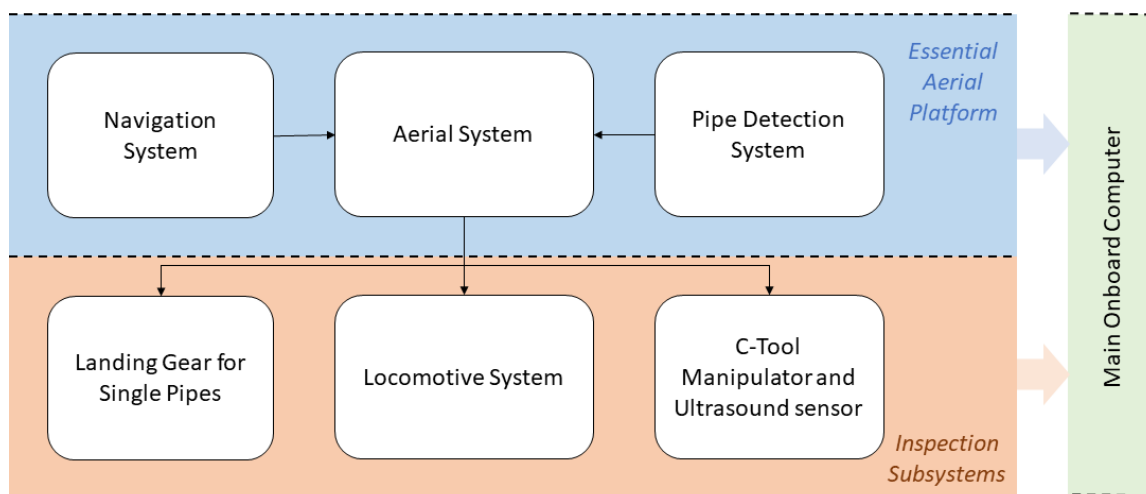 Navigation
System
Aerial System
Pipe Detection
System
Essential
Aerial
Platform
Landing Gear for
Single Pipes
Locomotive System
C-Tool
Manipulator and
Ultrasound sensor
Inspection
Subsystems
Main Onboard Computer